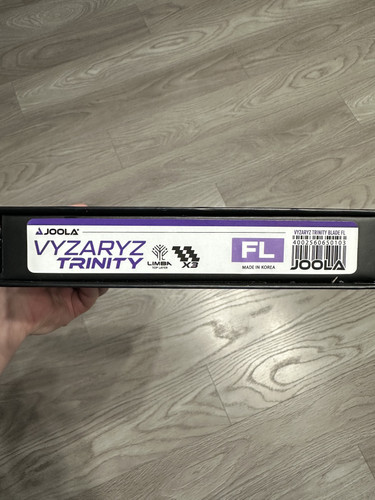 JOOLA
VYZARYZ
TRINITY
LIMBA
TOP LAYER
X3
FL
MADE IN KOREA
VYZARYZ TRINITY BLADE FL
4002560650103
JOOLA